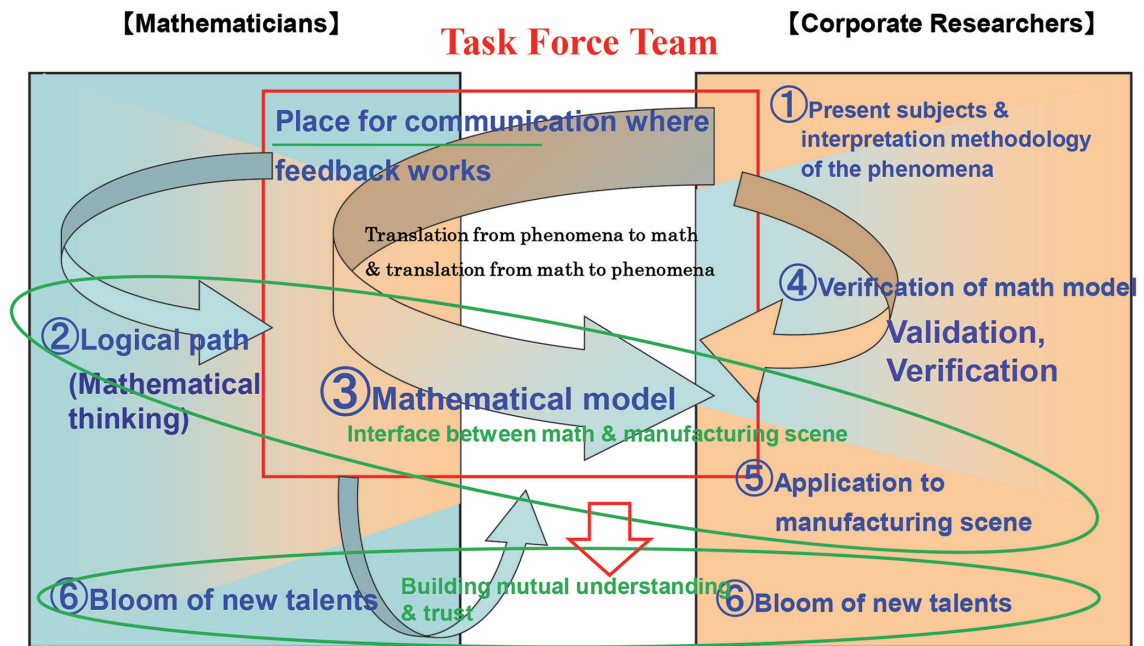 【Mathematicians】
Task Force Team
【Corporate Researchers】
Place for communication where
feedback works
①Present subjects &
interpretation methodology
of the phenomena
Translation from phenomena to math
& translation from math to phenomena
④Verification of math model
Validation,
Verification
②Logical path
(Mathematical
thinking)
③Mathematical model
Interface between math & manufacturing scene
⑤Application to
manufacturing scene
⑥Bloom of new talents
Building mutual understanding
& trust
⑥Bloom of new talents